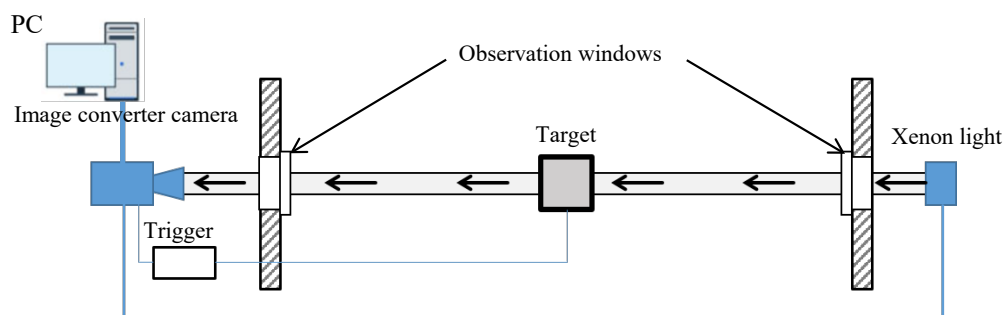 PC
Observation windows
Image converter camera
Target
Xenon light
Trigger